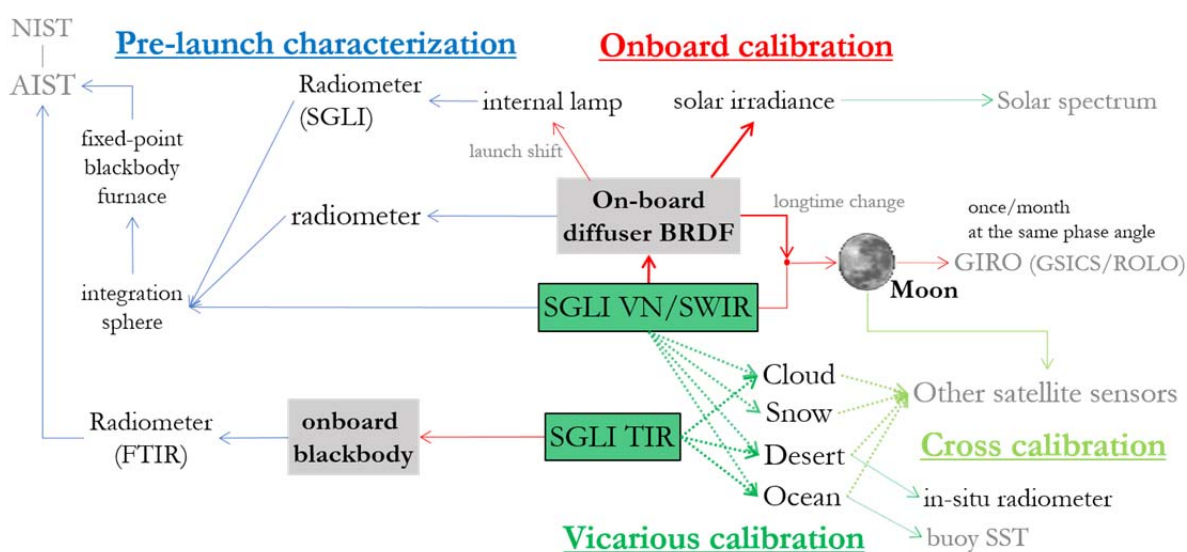 NIST
AIST
Pre-launch characterization
Onboard calibration
Radiometer
(SGLI)
internal lamp
solar irradiance
Solar spectrum
fixed-point
blackbody
furnace
launch shift
radiometer
On-board
diffuser BRDF
longtime change
once/month
at the same phase angle
GIRO (GSICS/ROLO)
Moon
integration
sphere
SGLI VN/SWIR
Cloud
Snow
Desert
Ocean
Other satellite sensors
Cross calibration
Radiometer
(FTIR)
onboard
blackbody
SGLI TIR
in-situ radiometer
buoy SST
Vicarious calibration